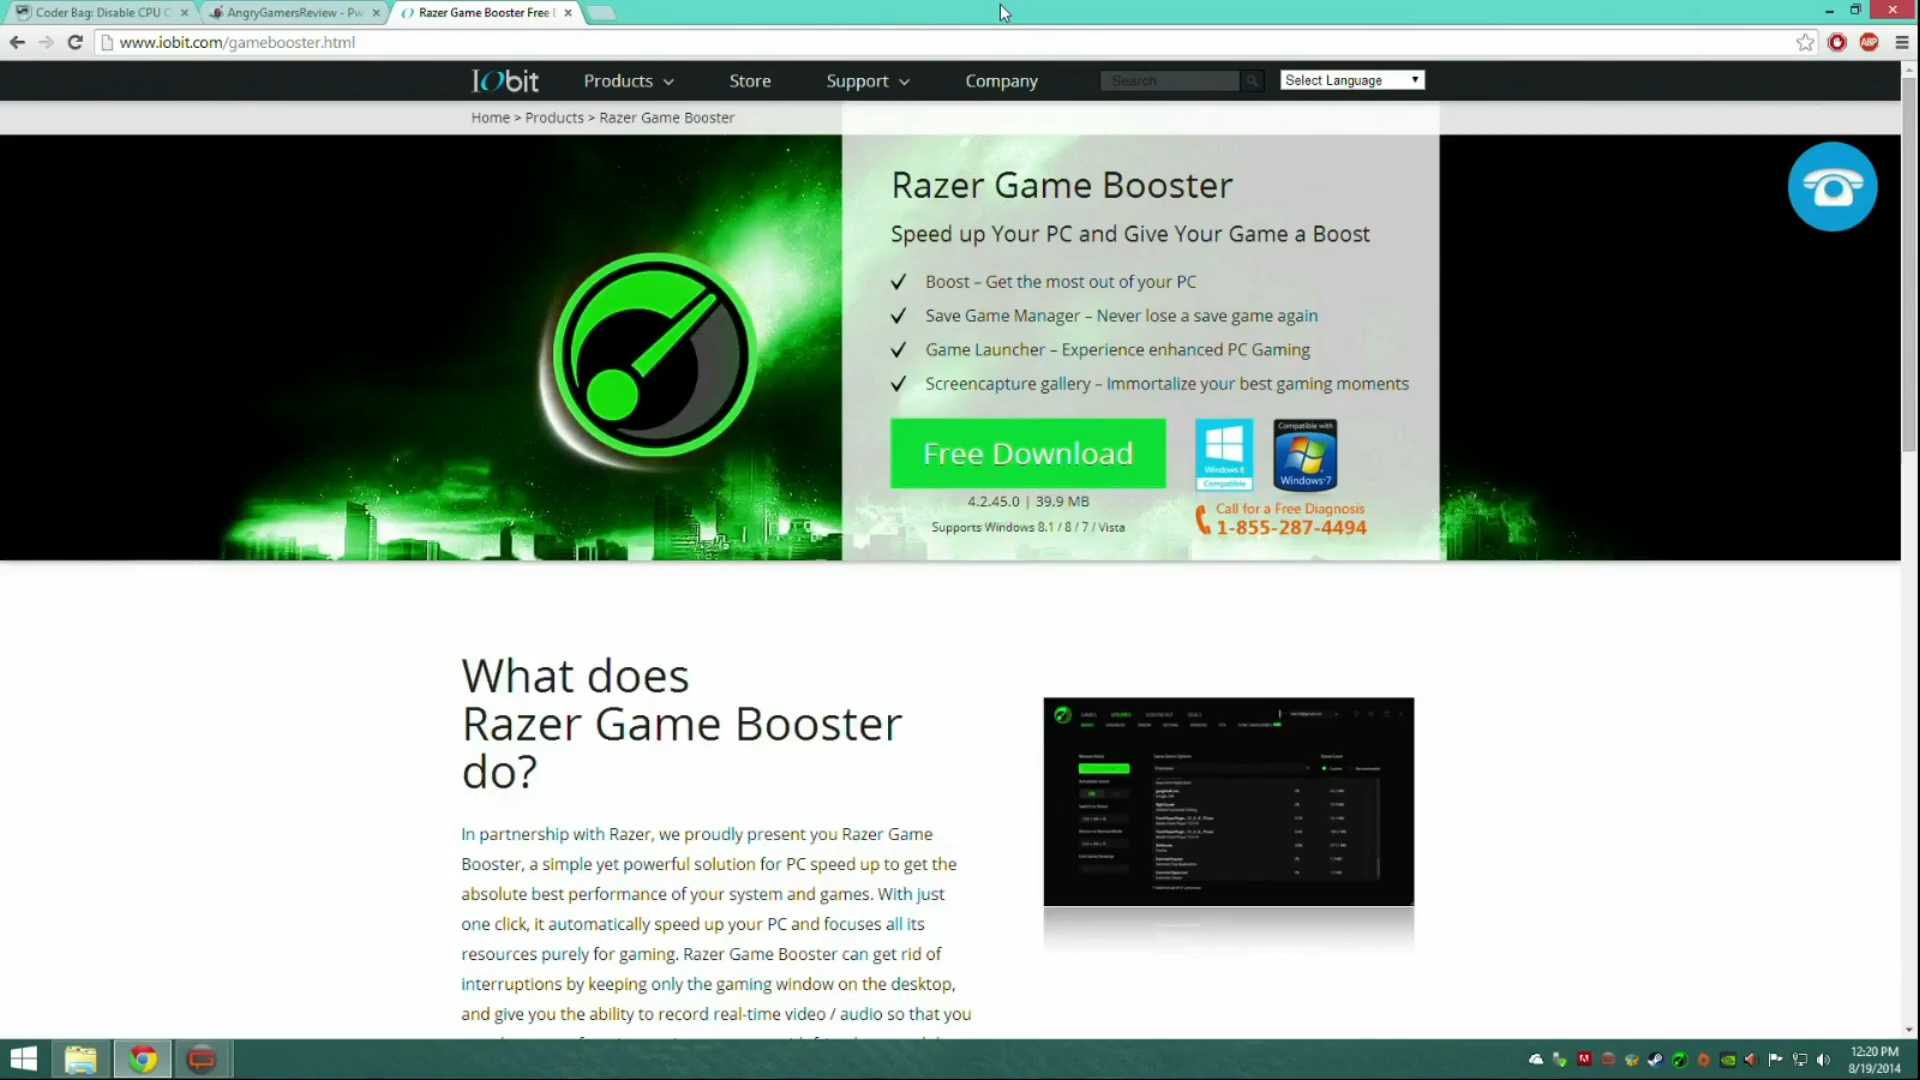 Coder Bag: Disable CPU C
AngryGamersReview - Pw
Razer Game Booster Free
www.iobit.com/gamebooster.html
ABP
IObit
Products
Store
Support
Company
Search
Select Language
Home > Products > Razer Game Booster
Razer Game Booster
Speed up Your PC and Give Your Game a Boost
Boost – Get the most out of your PC
Save Game Manager – Never lose a save game again
Game Launcher – Experience enhanced PC Gaming
Screencapture gallery – Immortalize your best gaming moments
Free Download
Windows 8
Compatible
Compatible with
Windows 7
4.2.45.0 | 39.9 MB
Supports Windows 8.1 / 8 / 7 / Vista
Call for a Free Diagnosis
1-855-287-4494
What does
Razer Game Booster
do?
In partnership with Razer, we proudly present you Razer Game
Booster, a simple yet powerful solution for PC speed up to get the
absolute best performance of your system and games. With just
one click, it automatically speed up your PC and focuses all its
resources purely for gaming. Razer Game Booster can get rid of
interruptions by keeping only the gaming window on the desktop,
and give you the ability to record real-time video / audio so that you
12:20 PM
8/19/2014